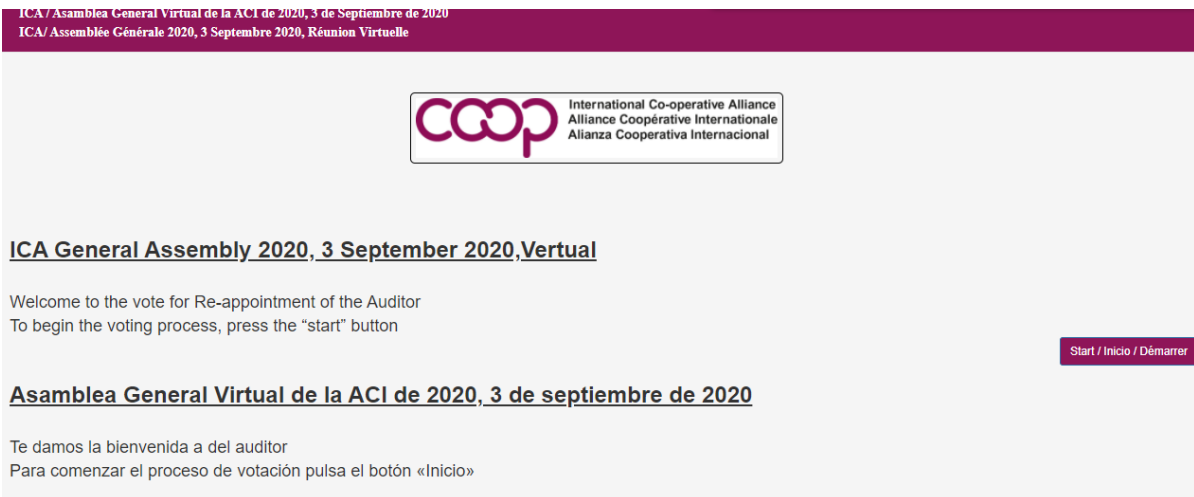 ICA / Asamblea General Virtual de la ACI de 2020, 3 de Septiembre de 2020
ICA/ Assemblée Générale 2020, 3 Septembre 2020, Réunion Virtuelle
coop
International Co-operative Alliance
Alliance Coopérative Internationale
Alianza Cooperativa Internacional
ICA General Assembly 2020, 3 September 2020,Vertual
Welcome to the vote for Re-appointment of the Auditor
To begin the voting process, press the “start” button
Start / Inicio / Démarrer
Asamblea General Virtual de la ACI de 2020, 3 de septiembre de 2020
Te damos la bienvenida a del auditor
Para comenzar el proceso de votación pulsa el botón «Inicio»